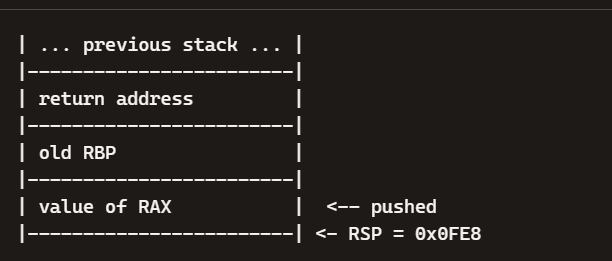 | ... previous stack ... |
|------------------------|
| return address         |
|------------------------|
| old RBP                |
|------------------------|
| value of RAX           |  <-- pushed
|------------------------| <- RSP = 0x0FE8